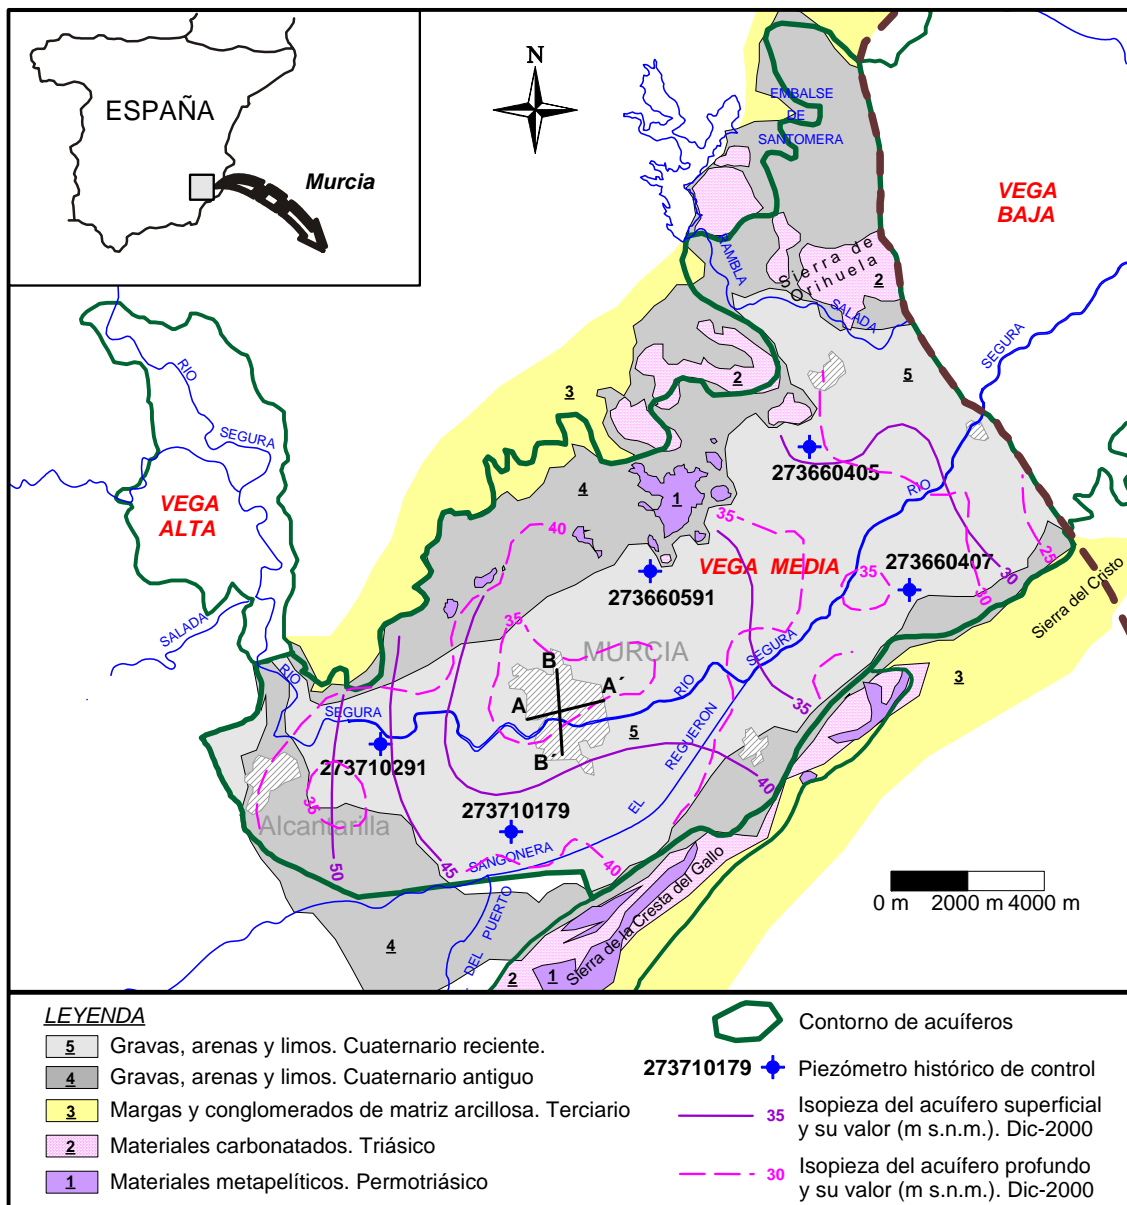 ESPAÑA
Murcia
N
EMBALSE
DE
SANTOMERA
VEGA
BAJA
RAMBLA
SALADA
Sierra de
Orihuela
2
SEGURA
RIO
SEGURA
3
2
5
VEGA
ALTA
4
1
40
35
273660405
RIO
VEGA MEDIA
273660407
35
25
30
30
273660591
Sierra del Cristo
SALADA
35
MURCIA
SEGURA
RIO
B
A
A´
RIO
SEGURA
35
3
5
B´
REGUERON
273710291
40
35
273710179
EL
Alcantarilla
50
45
SANGONERA
40
Sierra de la Cresta del Gallo
0 m 2000 m 4000 m
DEL PUERTO
4
2
1
LEYENDA
5 Gravas, arenas y limos. Cuaternario reciente.
4 Gravas, arenas y limos. Cuaternario antiguo
3 Margas y conglomerados de matriz arcillosa. Terciario
2 Materiales carbonatados. Triásico
1 Materiales metapelíticos. Permotriásico
Contorno de acuíferos
273710179 Piezómetro histórico de control
35 Isopieza del acuífero superficial
y su valor (m s.n.m.). Dic-2000
30 Isopieza del acuífero profundo
y su valor (m s.n.m.). Dic-2000